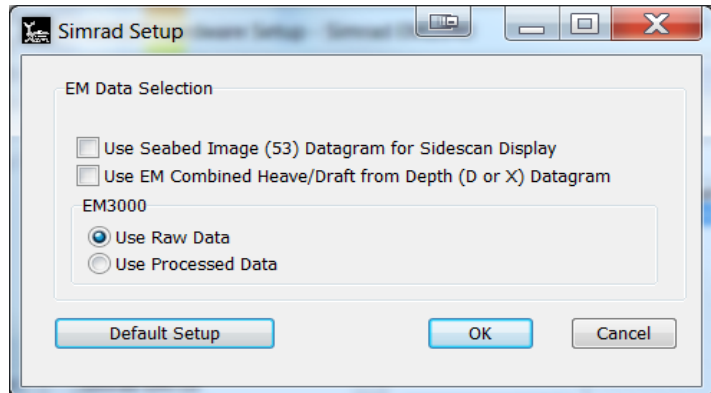 Simrad Setup
EM Data Selection
Use Seabed Image (53) Datagram for Sidescan Display
Use EM Combined Heave/Draft from Depth (D or X) Datagram
EM3000
Use Raw Data
Use Processed Data
Default Setup OK Cancel